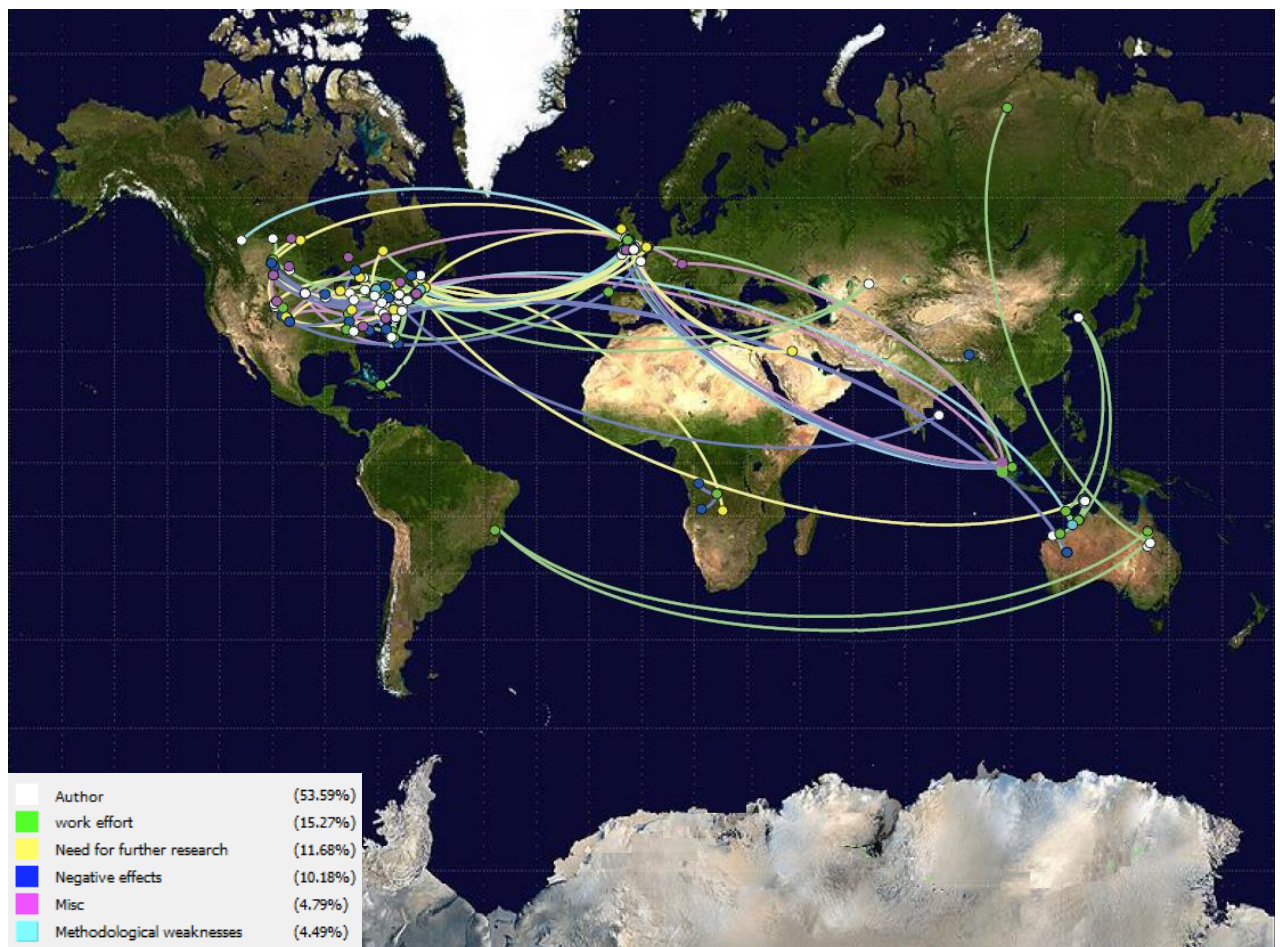 Author (53.59%)
work effort (15.27%)
Need for further research (11.68%)
Negative effects (10.18%)
Misc (4.79%)
Methodological weaknesses (4.49%)